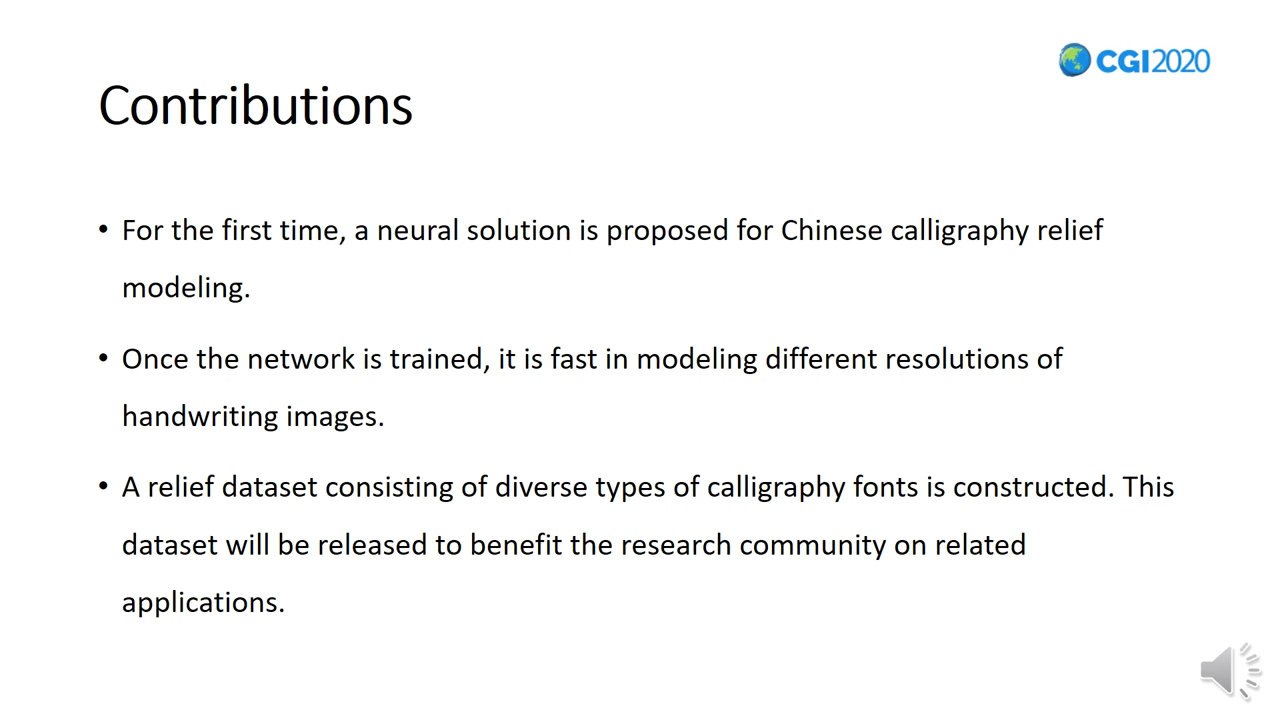 CGI2020
Contributions
• For the first time, a neural solution is proposed for Chinese calligraphy relief
modeling.
• Once the network is trained, it is fast in modeling different resolutions of
handwriting images.
• A relief dataset consisting of diverse types of calligraphy fonts is constructed. This
dataset will be released to benefit the research community on related
applications.